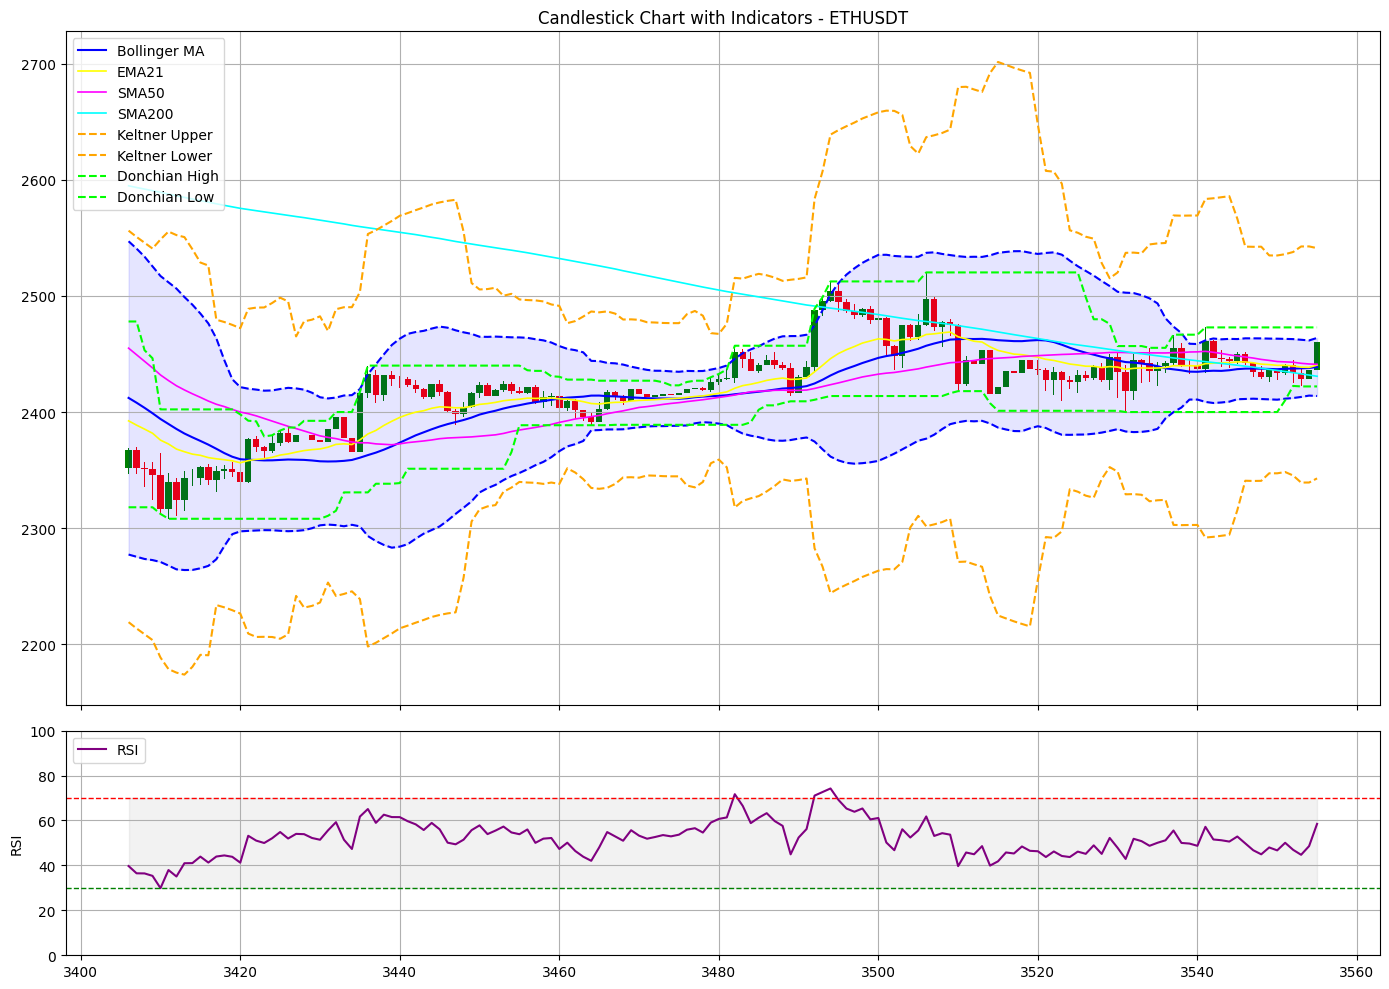 Candlestick Chart with Indicators - ETHUSDT
Bollinger MA
EMA21
SMA50
SMA200
Keltner Upper
Keltner Lower
Donchian High
Donchian Low
2700
2600
2500
2400
2300
2200
RSI
100
80
60
40
20
0
RSI
3400
3420
3440
3460
3480
3500
3520
3540
3560